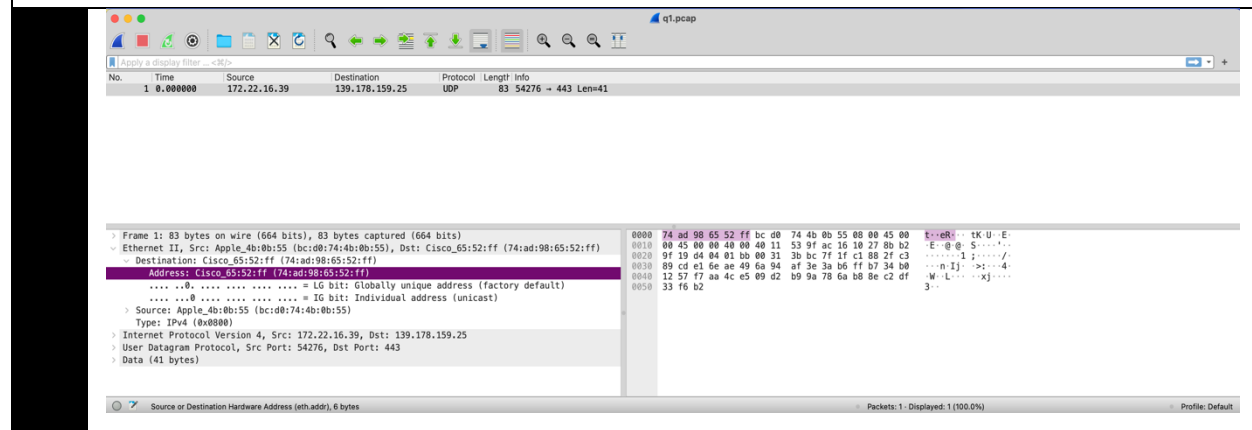 q1.pcap
Apply a display filter ... <⌘/>
No. Time Source Destination Protocol Length Info
1 0.000000 172.22.16.39 139.178.159.25 UDP 83 54276 → 443 Len=41
Frame 1: 83 bytes on wire (664 bits), 83 bytes captured (664 bits)
Ethernet II, Src: Apple_4b:0b:55 (bc:d0:74:4b:0b:55), Dst: Cisco_65:52:ff (74:ad:98:65:52:ff)
Destination: Cisco_65:52:ff (74:ad:98:65:52:ff)
Address: Cisco_65:52:ff (74:ad:98:65:52:ff)
.... ..0. .... .... .... .... = LG bit: Globally unique address (factory default)
.... ...0 .... .... .... .... = IG bit: Individual address (unicast)
Source: Apple_4b:0b:55 (bc:d0:74:4b:0b:55)
Type: IPv4 (0x0800)
Internet Protocol Version 4, Src: 172.22.16.39, Dst: 139.178.159.25
User Datagram Protocol, Src Port: 54276, Dst Port: 443
Data (41 bytes)
0000 74 ad 98 65 52 ff bc d0 74 4b 0b 55 08 00 45 00 t··eR··· tK·U··E·
0010 00 45 00 00 40 00 40 11 53 9f ac 16 10 27 8b b2 ·E··@·@· S····'··
0020 9f 19 d4 04 01 bb 00 31 3b bc 7f 1f c1 88 2f c3 ·······1 ;·····/·
0030 89 cd e1 6e ae 49 6a 94 af 3e 3a b6 ff b7 34 b0 ···n·Ij· ·>:···4·
0040 12 57 f7 aa 4c e5 09 d2 b9 9a 78 6a b8 8e c2 df ·W··L··· ··xj····
0050 33 f6 b2 3··
Source or Destination Hardware Address (eth.addr), 6 bytes
Packets: 1 · Displayed: 1 (100.0%)
Profile: Default